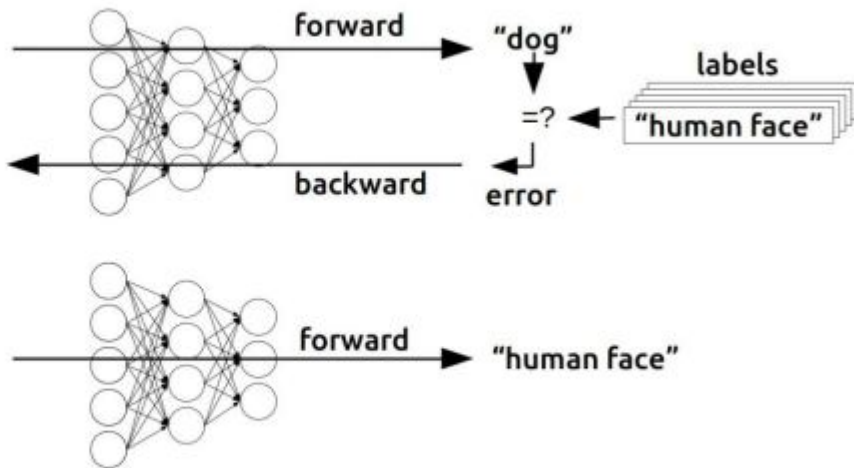 forward
“dog”
labels
=?
“human face”
backward
error
forward
“human face”